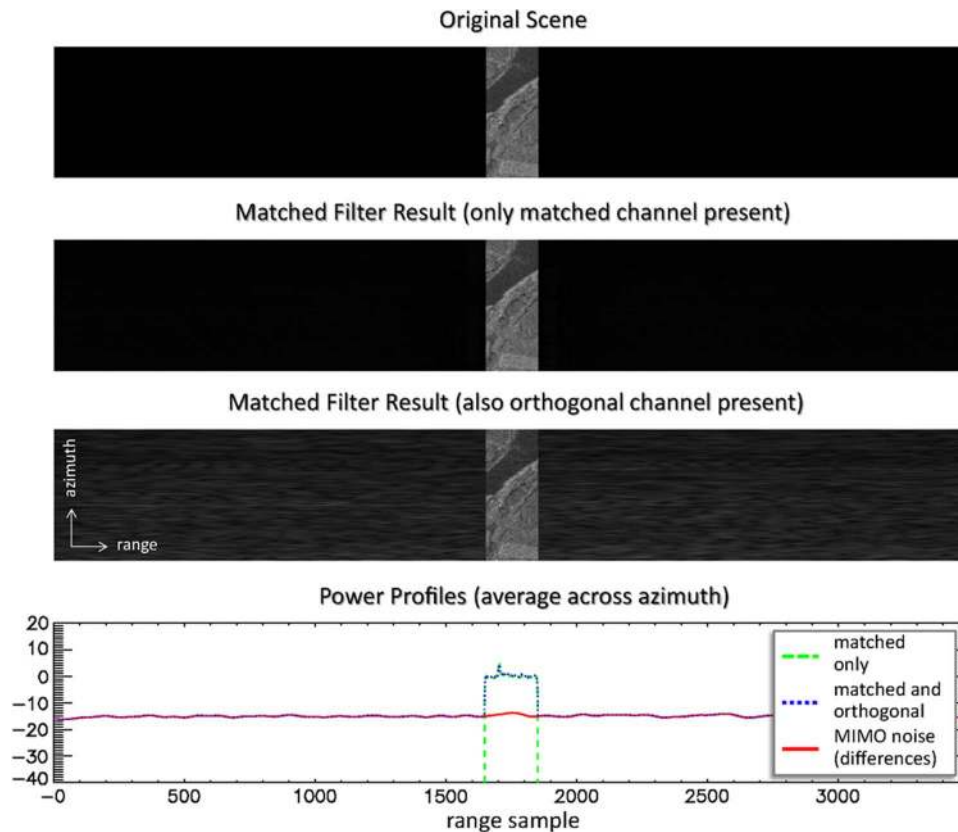 Original Scene
Matched Filter Result (only matched channel present)
Matched Filter Result (also orthogonal channel present)
azimuth
range
Power Profiles (average across azimuth)
20
10
0
−10
−20
−30
−40
matched
only
matched and
orthogonal
MIMO noise
(differences)
−0
500
1000
1500
2000
2500
3000
range sample